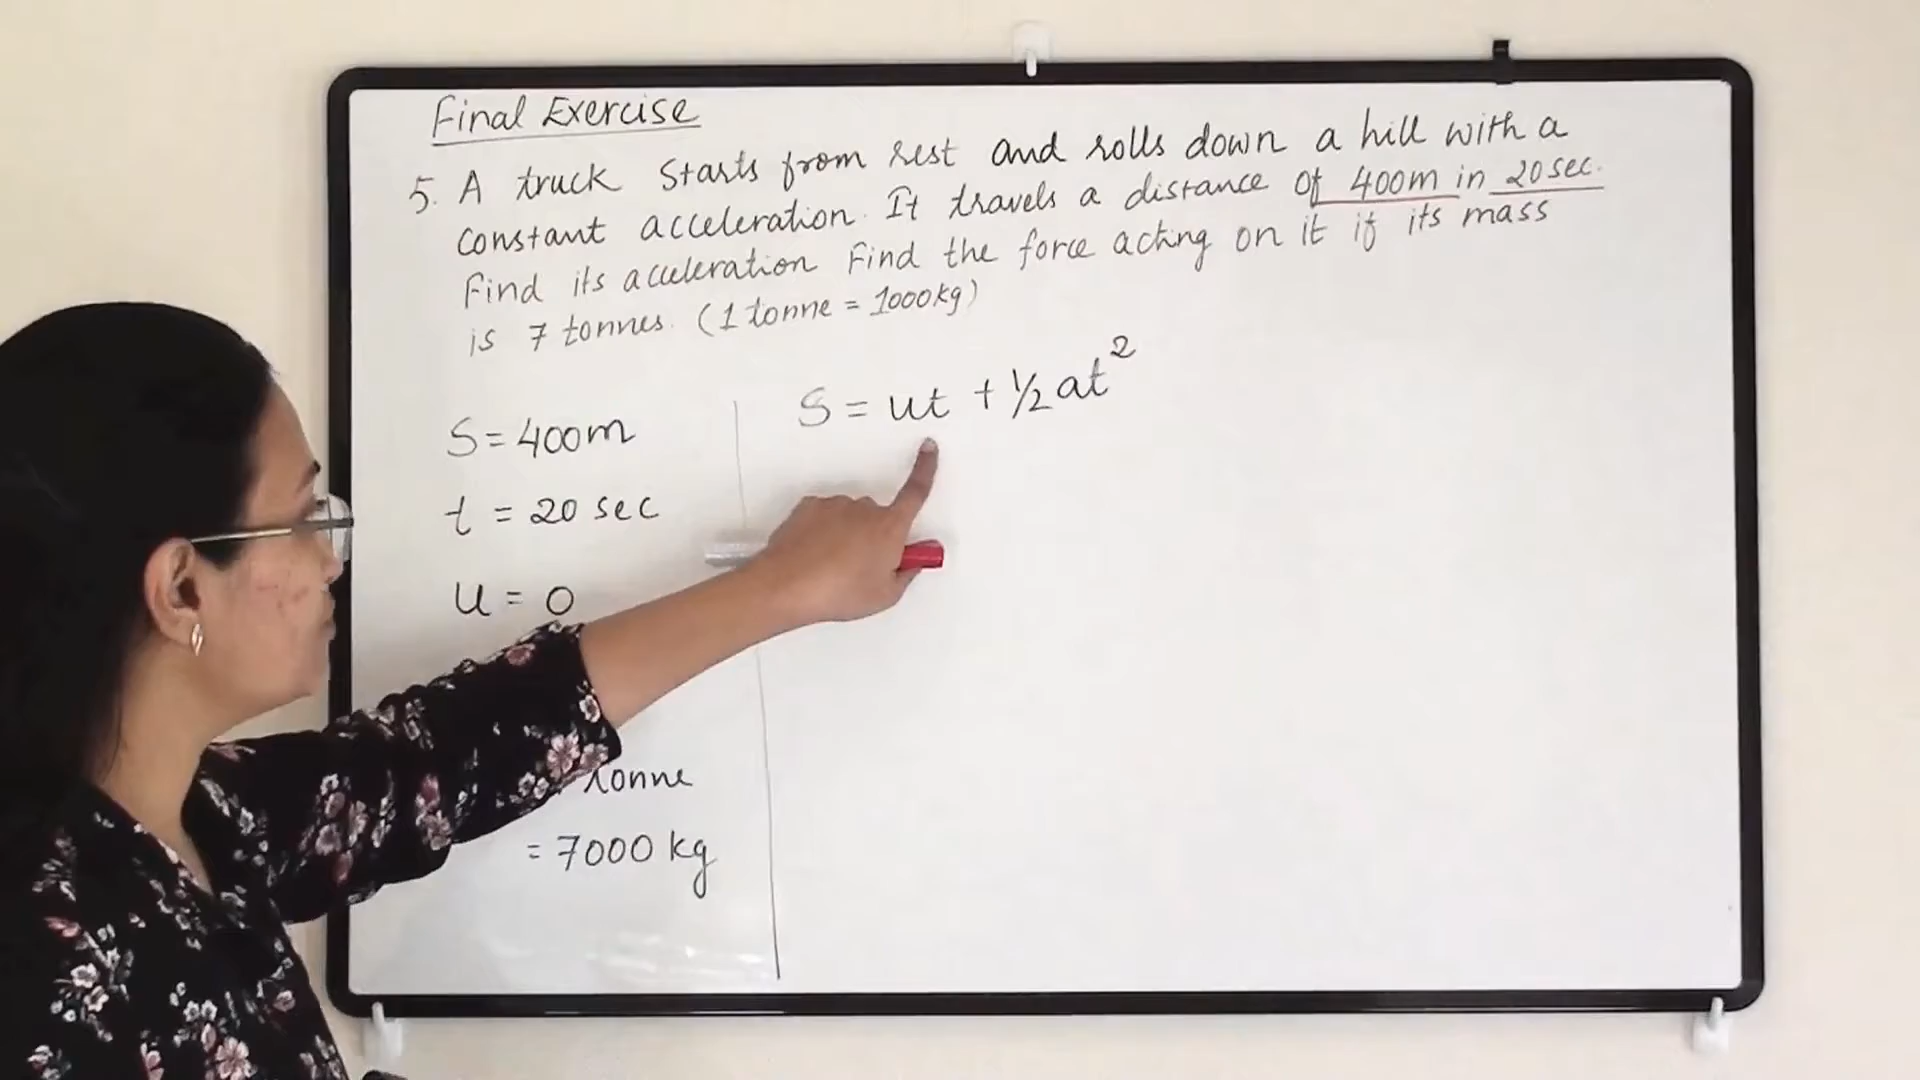 Final Exercise
5. A truck starts from rest and rolls down a hill with a
constant acceleration. It travels a distance of 400m in 20sec.
Find its acceleration Find the force acting on it if its mass
is 7 tonnes. (1 tonne = 1000kg)
S = 400m
t = 20 sec
u = 0
tonne
= 7000 kg
S = ut + 1/2 at²